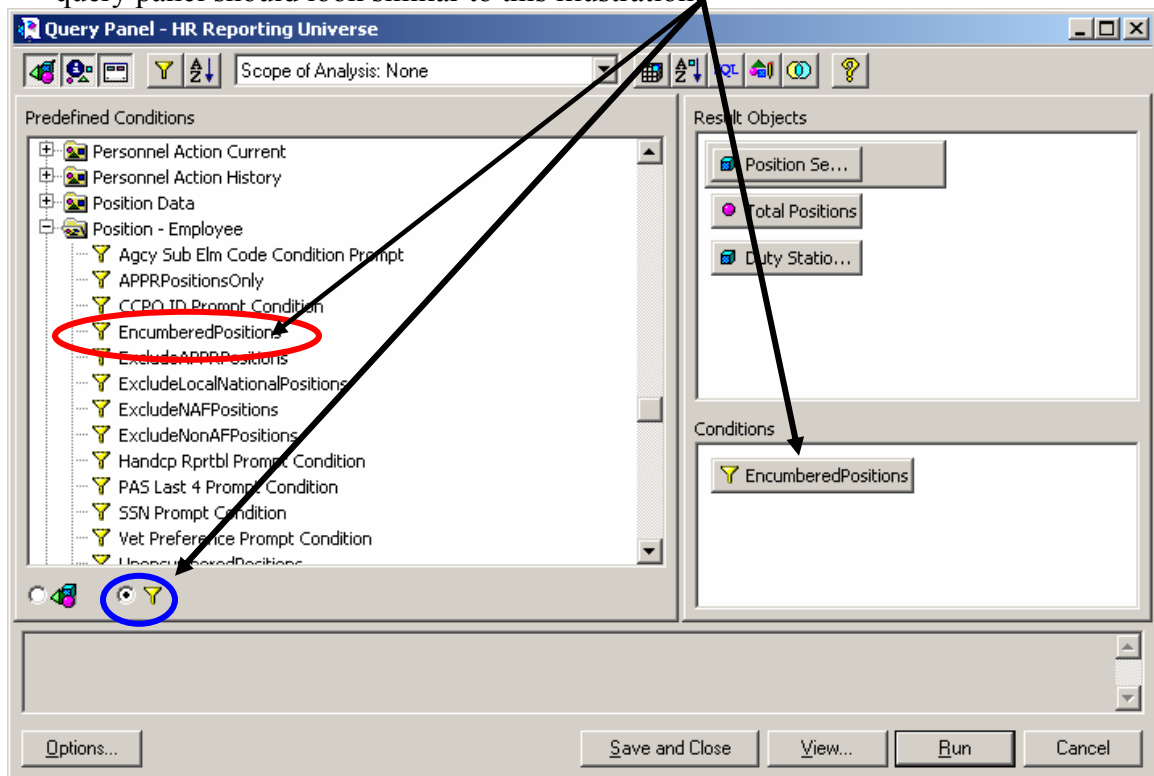 query panel should look similar to this illustration
Query Panel - HR Reporting Universe
Scope of Analysis: None
SQL
Predefined Conditions
Personnel Action Current
Personnel Action History
Position Data
Position - Employee
Agcy Sub Elm Code Condition Prompt
APPRPositionsOnly
CCPO ID Prompt Condition
EncumberedPositions
ExcludeAPPRPositions
ExcludeLocalNationalPositions
ExcludeNAFPositions
ExcludeNonAFPositions
Handcp Rprtbl Prompt Condition
PAS Last 4 Prompt Condition
SSN Prompt Condition
Vet Preference Prompt Condition
UnencumberedPositions
Result Objects
Position Se...
Total Positions
Duty Statio...
Conditions
EncumberedPositions
Options...
Save and Close
View...
Run
Cancel